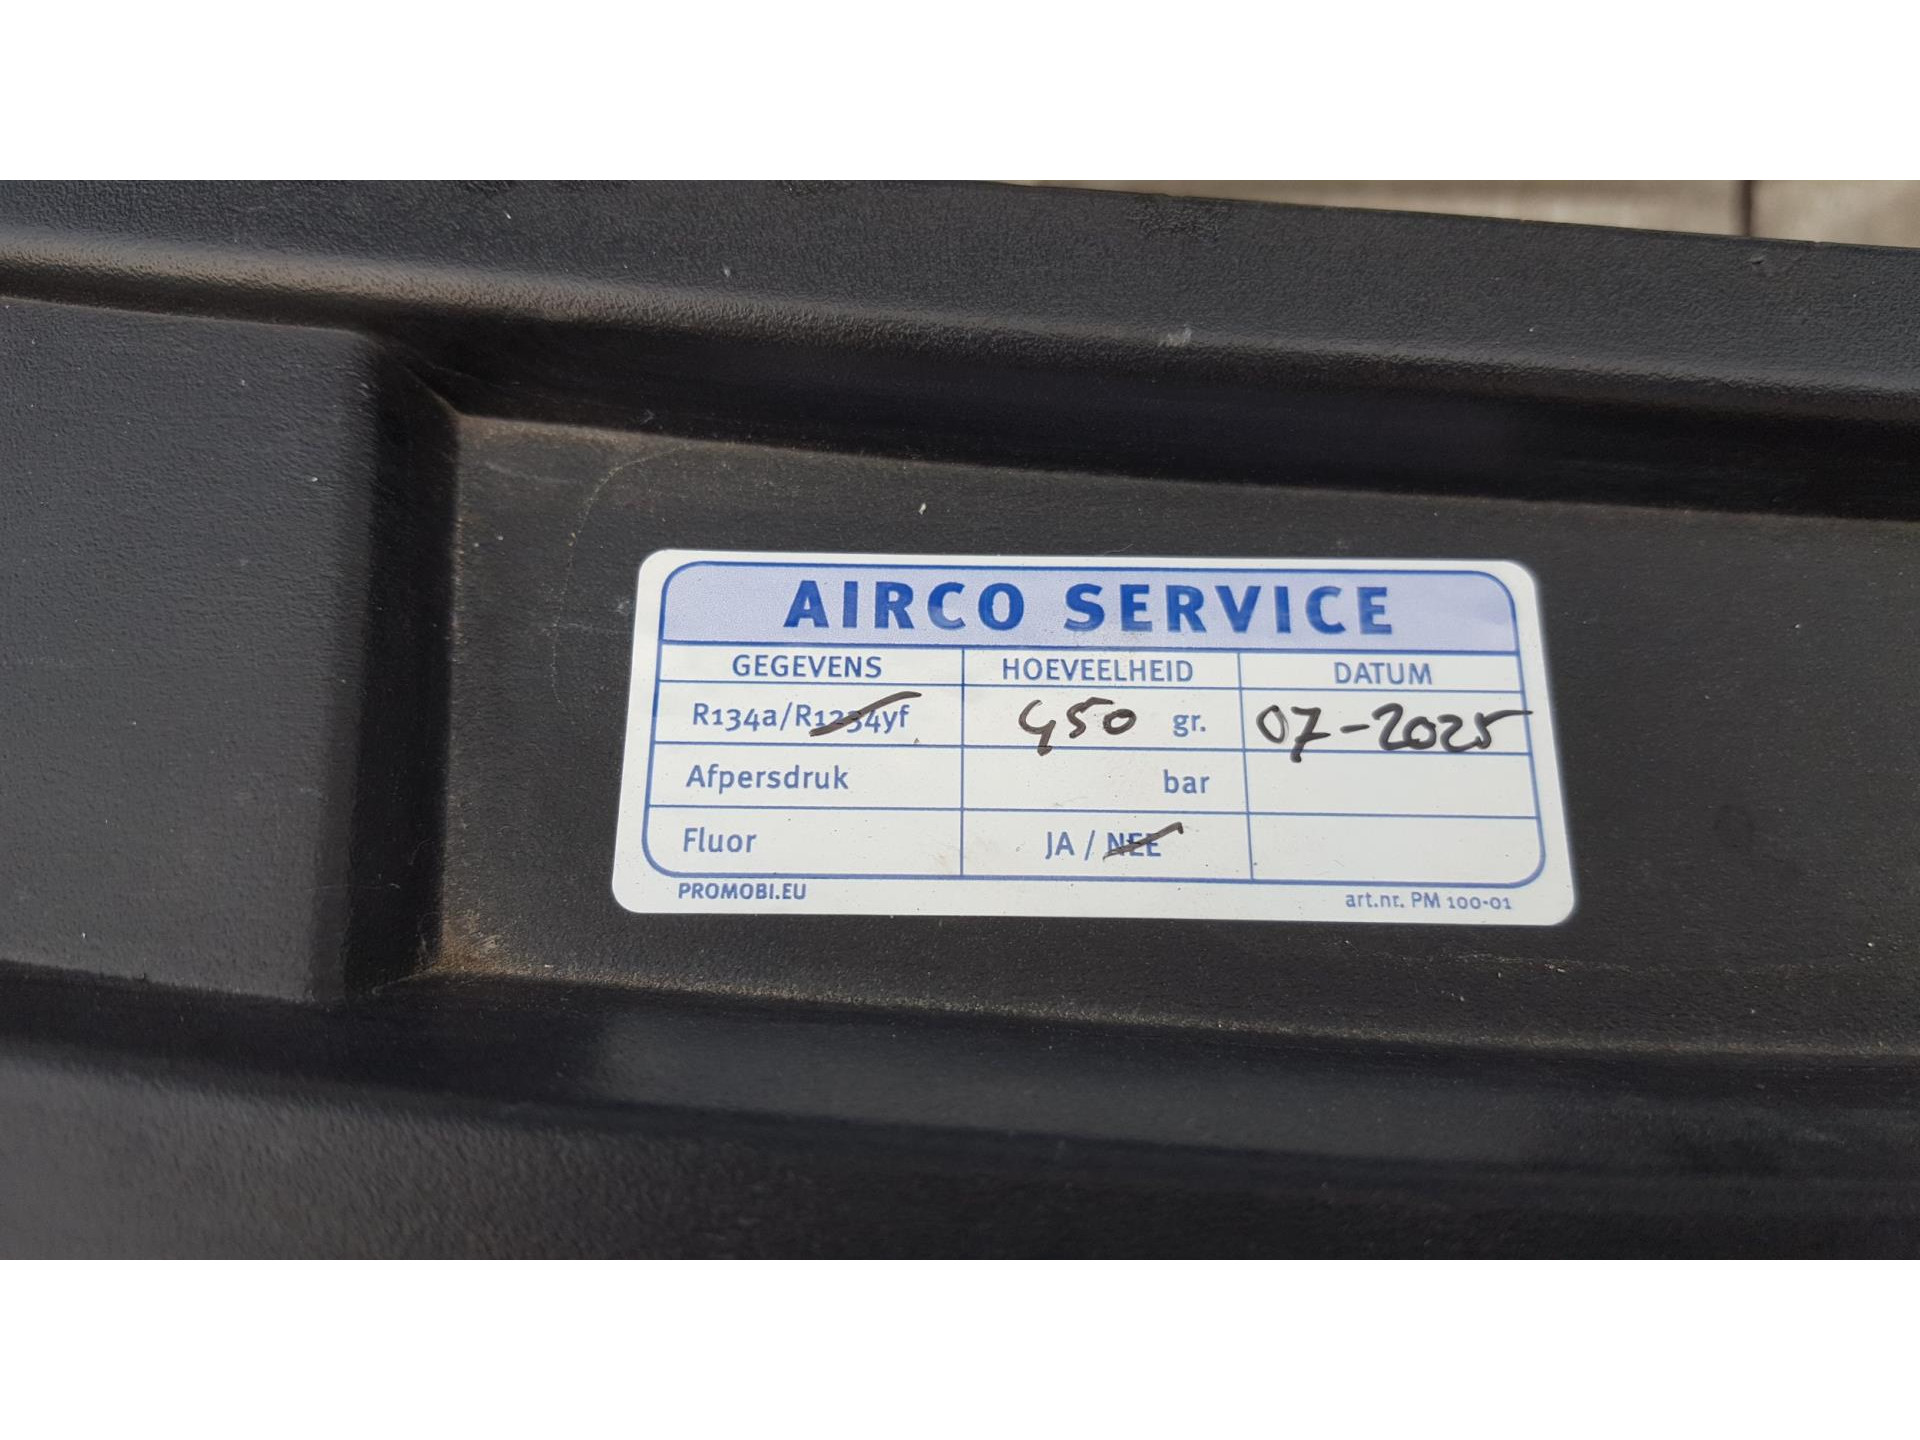 AIRCO SERVICE
GEGEVENS HOEVEELHEID DATUM
R134a/R1234yf 450 gr. 07-2025
Afpersdruk bar
Fluor JA / NEE
PROMOBI.EU art.nr. PM 100-01